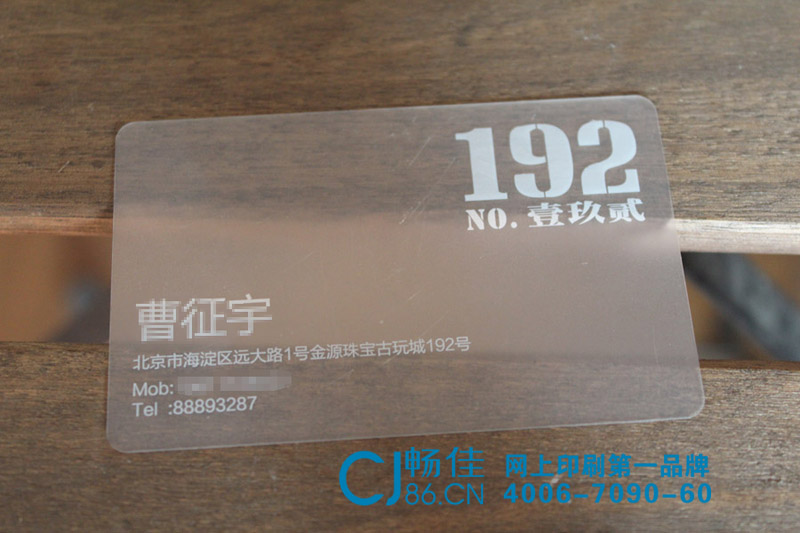 192
NO. 壹玖贰
曹征宇
北京市海淀区远大路1号金源珠宝古玩城192号
Mob:
Tel :88893287
CJ 畅佳
86.CN
网上印刷第一品牌
4006-7090-60